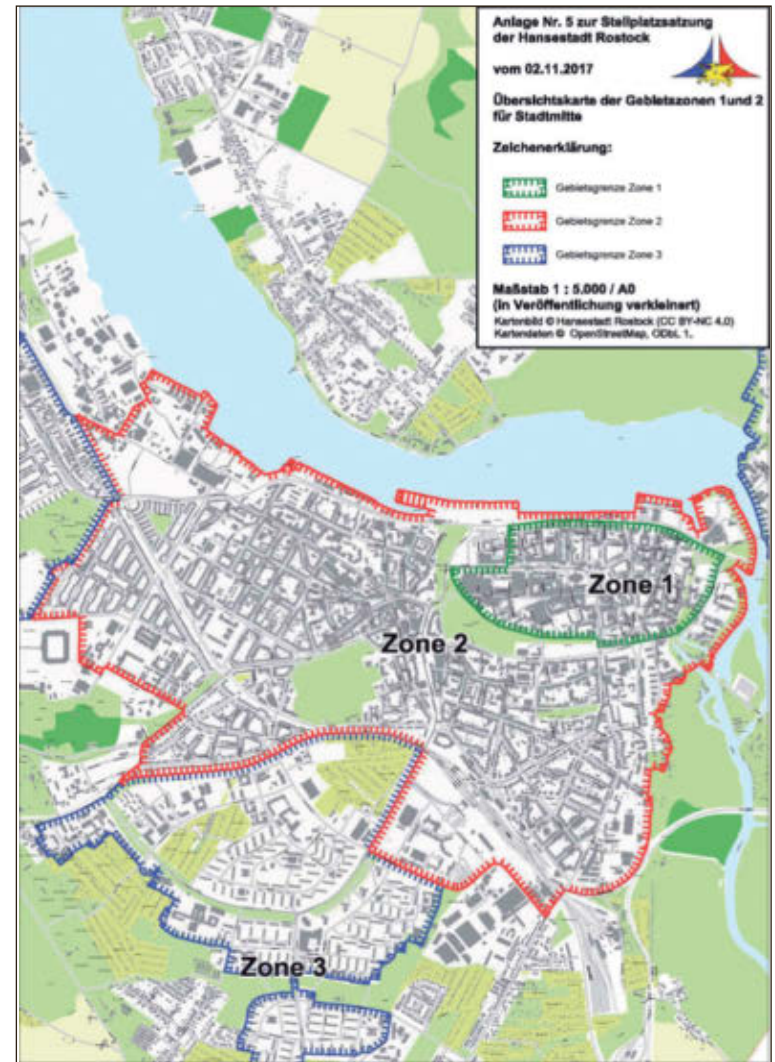 Anlage Nr. 5 zur Stellplatzsatzung
der Hansestadt Rostock
vom 02.11.2017
Übersichtskarte der Gebietszonen 1und 2
für Stadtmitte
Zeichenerklärung:
Gebietsgrenze Zone 1
Gebietsgrenze Zone 2
Gebietsgrenze Zone 3
Maßstab 1 : 5.000 / A0
(in Veröffentlichung verkleinert)
Kartenbild © Hansestadt Rostock (CC BY-NC 4.0)
Kartendaten © OpenStreetMap, ODbL 1.
Zone 1
Zone 2
Zone 3